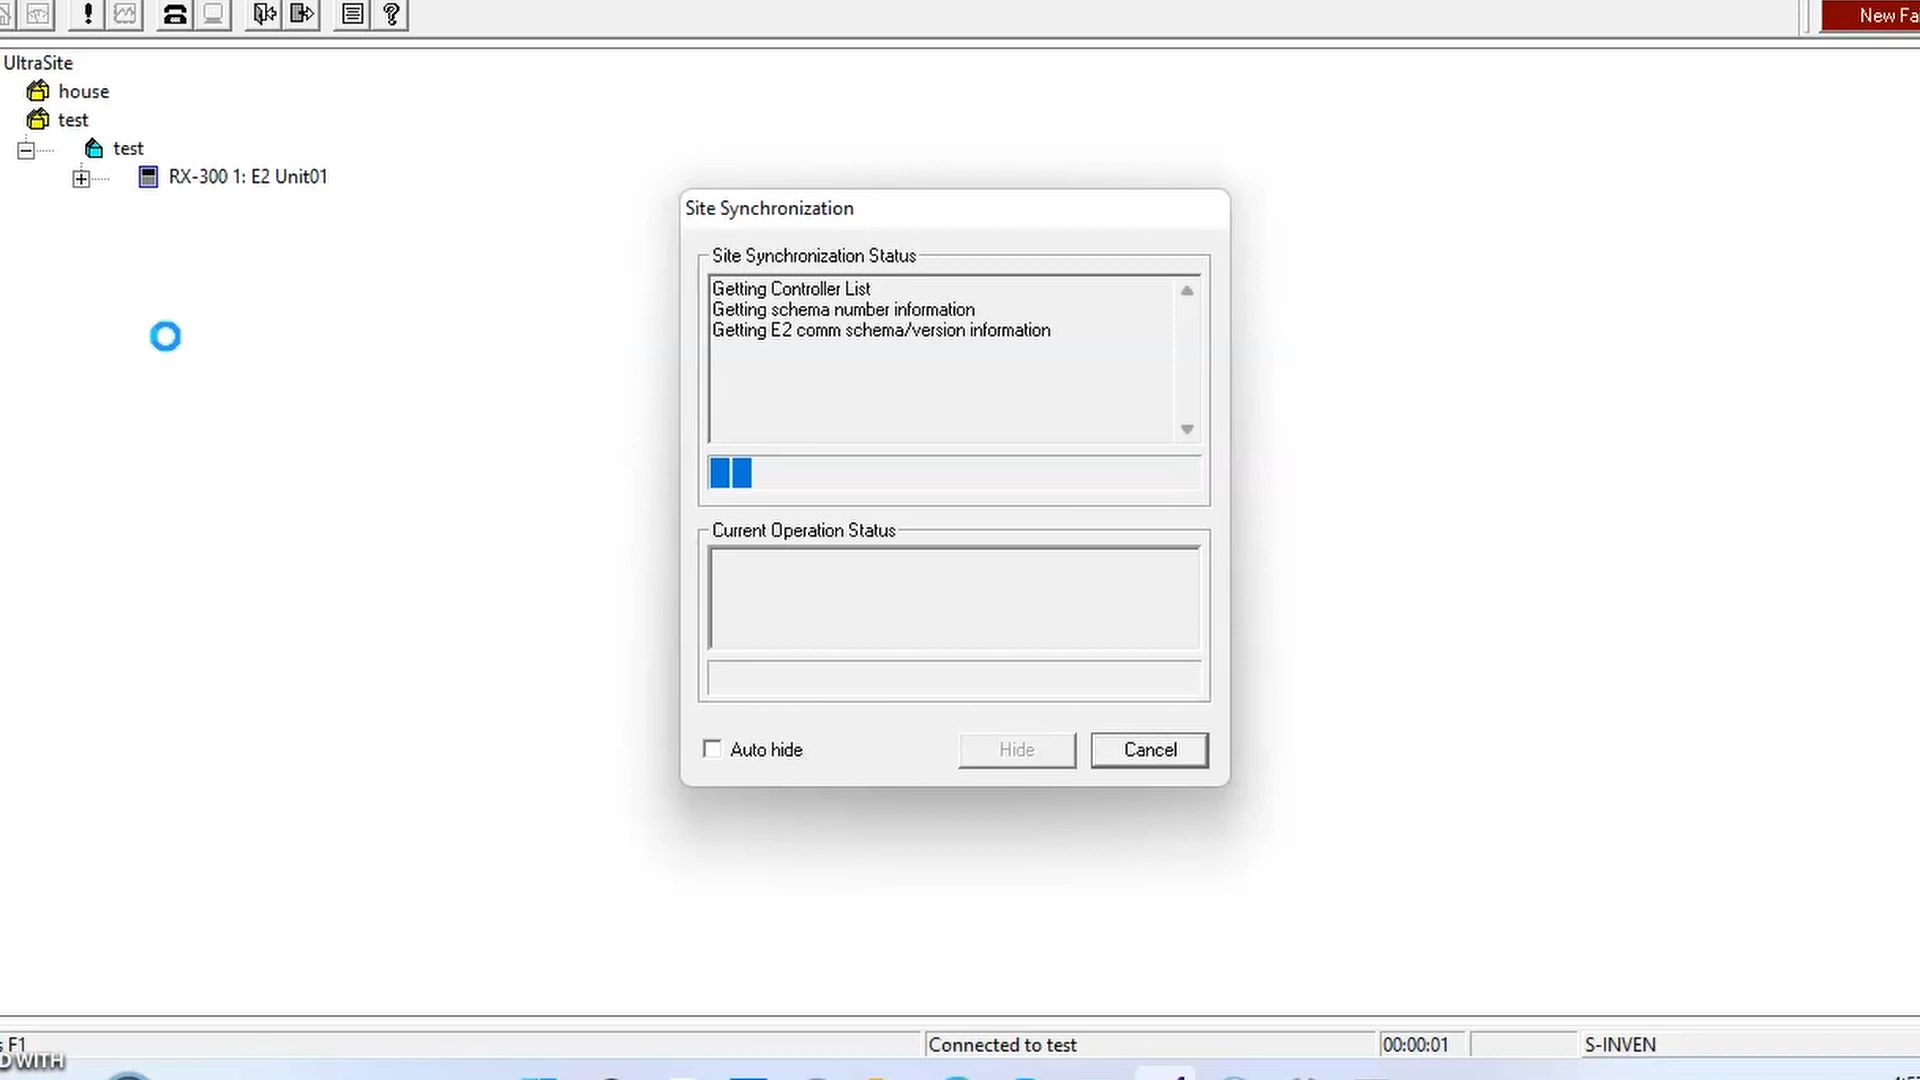 New Fa
UltraSite
house
test
test
RX-300 1: E2 Unit01
Site Synchronization
Site Synchronization Status
Getting Controller List
Getting schema number information
Getting E2 comm schema/version information
Current Operation Status
Auto hide
Hide
Cancel
F1
Connected to test
00:00:01
S-INVEN
D WITH